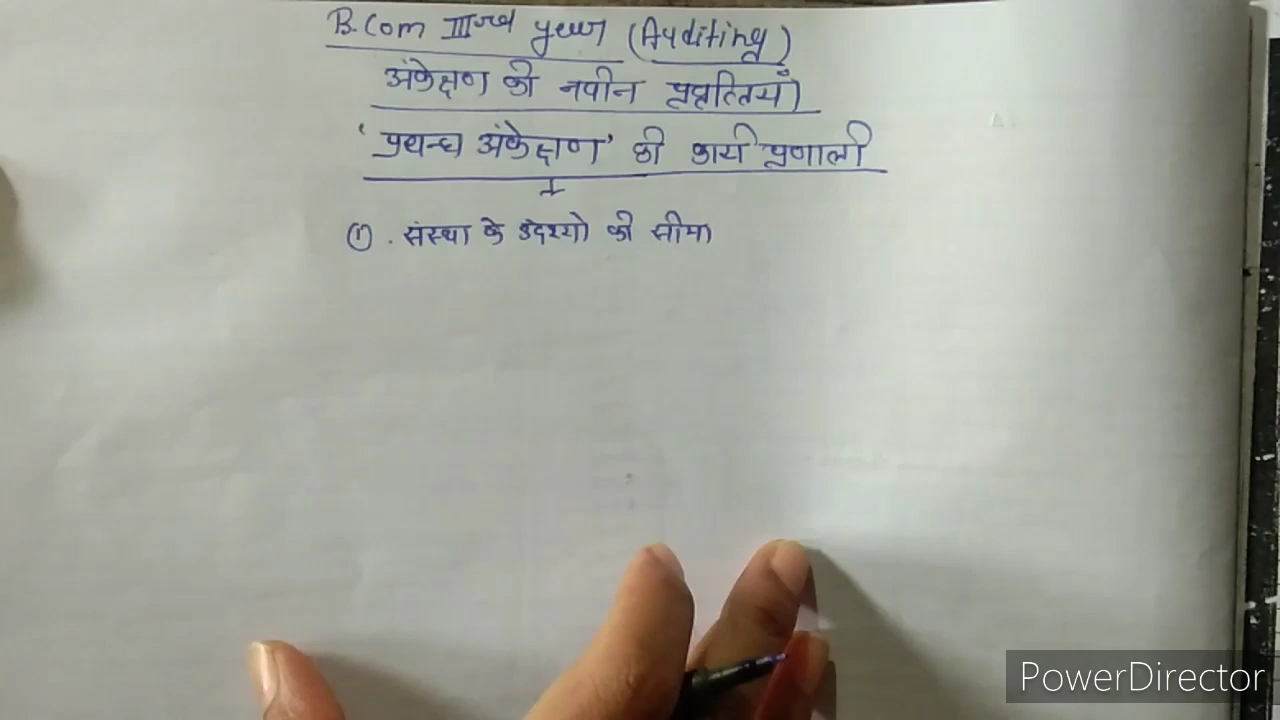 B.Com IIIrd year (Auditing)
अंकेक्षण की नवीन प्रवृत्तियाँ
'प्रबन्ध अंकेक्षण' की कार्य प्रणाली
① . संस्था के उद्देश्यो की सीमा
PowerDirector